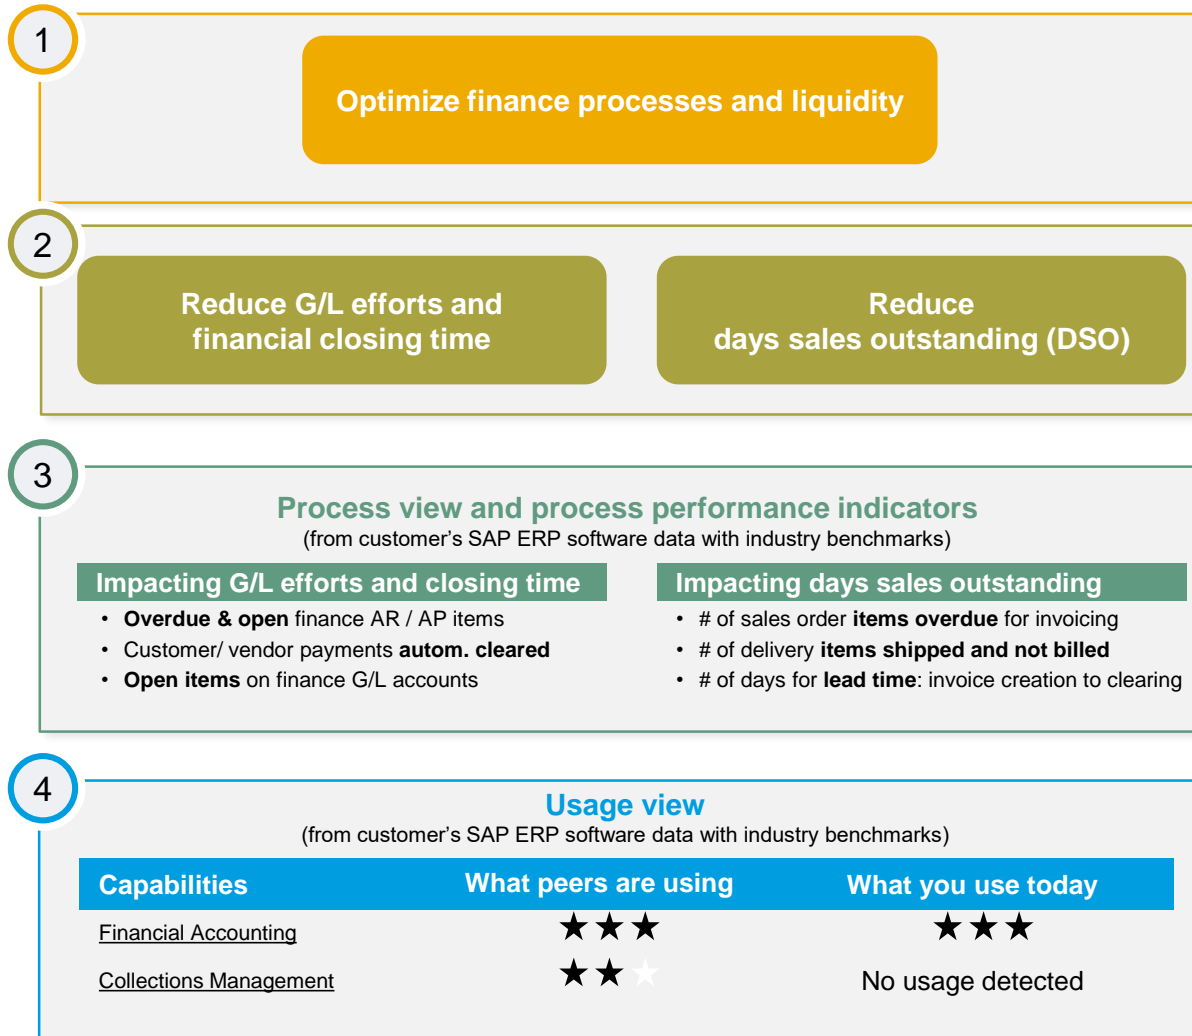 1
Optimize finance processes and liquidity
2
Reduce G/L efforts and
financial closing time
Reduce
days sales outstanding (DSO)
3
Process view and process performance indicators
(from customer’s SAP ERP software data with industry benchmarks)
Impacting G/L efforts and closing time
• Overdue & open finance AR / AP items
• Customer/ vendor payments autom. cleared
• Open items on finance G/L accounts
Impacting days sales outstanding
• # of sales order items overdue for invoicing
• # of delivery items shipped and not billed
• # of days for lead time: invoice creation to clearing
4
Usage view
(from customer’s SAP ERP software data with industry benchmarks)
Capabilities What peers are using What you use today
Financial Accounting ★★★ ★★★
Collections Management ★★☆ No usage detected